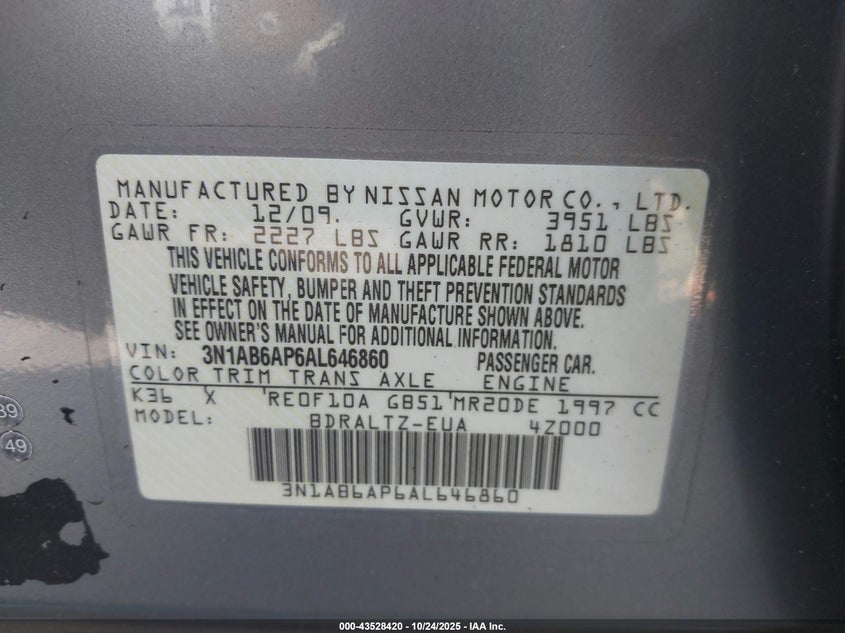 MANUFACTURED BY NISSAN MOTOR CO., LTD.
DATE: 12/09. GVWR: 3951 LBS
GAWR FR: 2227 LBS GAWR RR: 1810 LBS
THIS VEHICLE CONFORMS TO ALL APPLICABLE FEDERAL MOTOR
VEHICLE SAFETY, BUMPER AND THEFT PREVENTION STANDARDS
IN EFFECT ON THE DATE OF MANUFACTURE SHOWN ABOVE.
SEE OWNER'S MANUAL FOR ADDITIONAL INFORMATION.
VIN: 3N1AB6AP6AL646860 PASSENGER CAR.
COLOR TRIM TRANS AXLE ENGINE
K36 X 'RE0F10A GB51'MR20DE 1997 CC
MODEL: BDRALTZ-EUA 4Z000
3N1AB6AP6AL646860
49
000-43528420 - 10/24/2025 - IAA Inc.